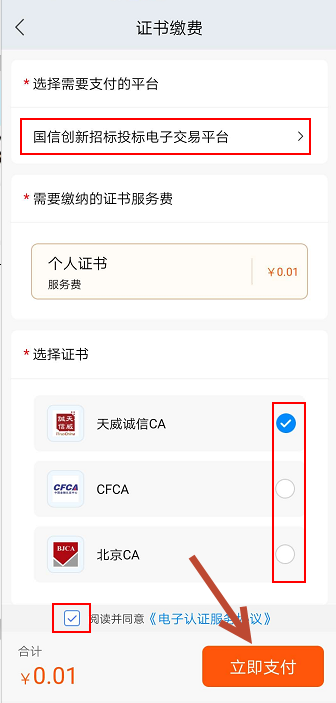 证书缴费
* 选择需要支付的平台
国信创新招标投标电子交易平台
* 需要缴纳的证书服务费
个人证书
服务费
¥0.01
* 选择证书
天威诚信CA
CFCA
CFCA
BJCA
北京CA
阅读并同意《电子认证服务协议》
合计
¥0.01
立即支付